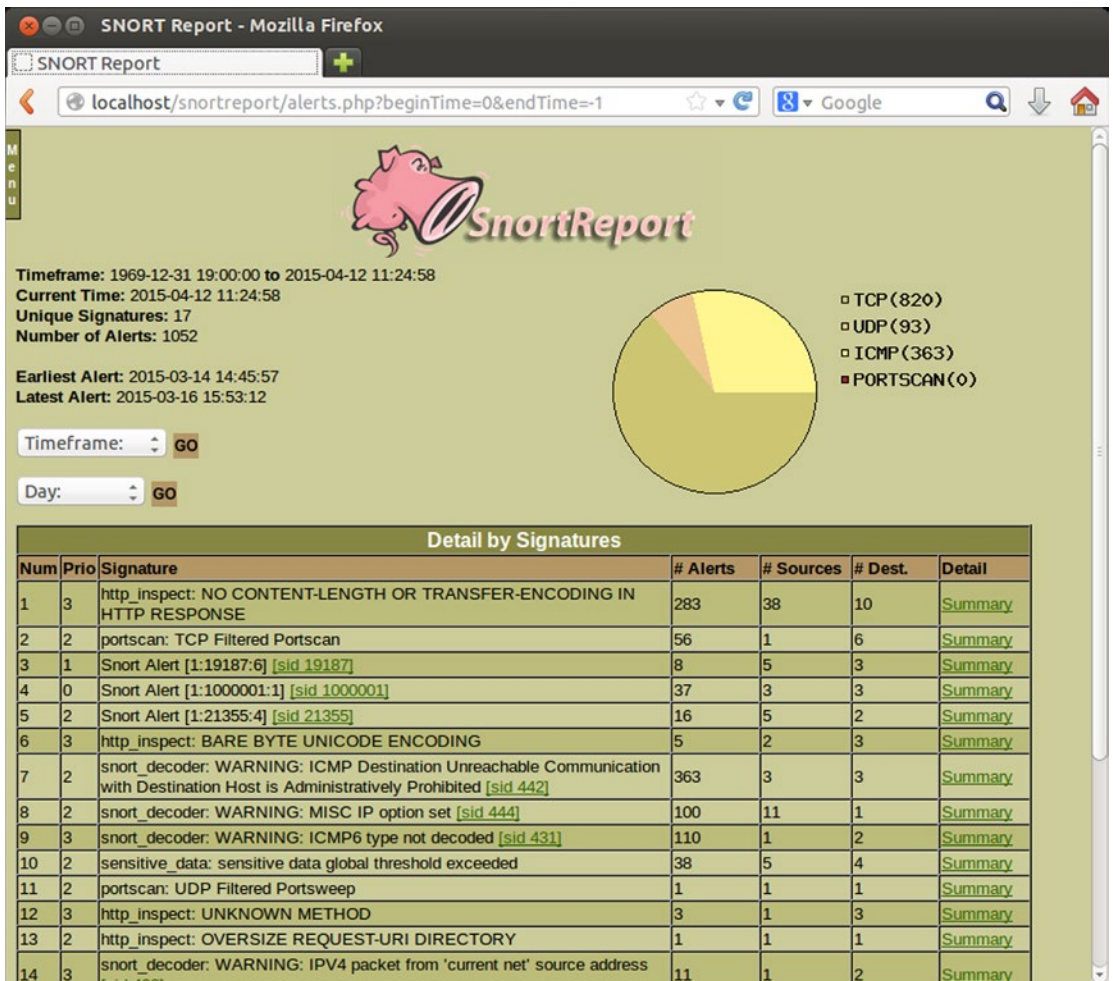 SNORT Report - Mozilla Firefox
SNORT Report
localhost/snortreport/alerts.php?beginTime=0&endTime=-1
Google
Menu
SnortReport
Timeframe: 1969-12-31 19:00:00 to 2015-04-12 11:24:58
Current Time: 2015-04-12 11:24:58
Unique Signatures: 17
Number of Alerts: 1052
Earliest Alert: 2015-03-14 14:45:57
Latest Alert: 2015-03-16 15:53:12
TCP(820)
UDP(93)
ICMP(363)
PORTSCAN(0)
Timeframe: GO
Day: GO
Detail by Signatures
Num Prio Signature # Alerts # Sources # Dest. Detail
1 3 http_inspect: NO CONTENT-LENGTH OR TRANSFER-ENCODING IN
HTTP RESPONSE 283 38 10 Summary
2 2 portscan: TCP Filtered Portscan 56 1 6 Summary
3 1 Snort Alert [1:19187:6] [sid 19187] 8 5 3 Summary
4 0 Snort Alert [1:1000001:1] [sid 1000001] 37 3 3 Summary
5 2 Snort Alert [1:21355:4] [sid 21355] 16 5 2 Summary
6 3 http_inspect: BARE BYTE UNICODE ENCODING 5 2 3 Summary
7 2 snort_decoder: WARNING: ICMP Destination Unreachable Communication
with Destination Host is Administratively Prohibited [sid 442] 363 3 3 Summary
8 2 snort_decoder: WARNING: MISC IP option set [sid 444] 100 11 1 Summary
9 3 snort_decoder: WARNING: ICMP6 type not decoded [sid 431] 110 1 2 Summary
10 2 sensitive_data: sensitive data global threshold exceeded 38 5 4 Summary
11 2 portscan: UDP Filtered Portsweep 1 1 1 Summary
12 3 http_inspect: UNKNOWN METHOD 3 1 3 Summary
13 2 http_inspect: OVERSIZE REQUEST-URI DIRECTORY 1 1 1 Summary
14 3 snort_decoder: WARNING: IPV4 packet from 'current net' source address 11 1 2 Summary